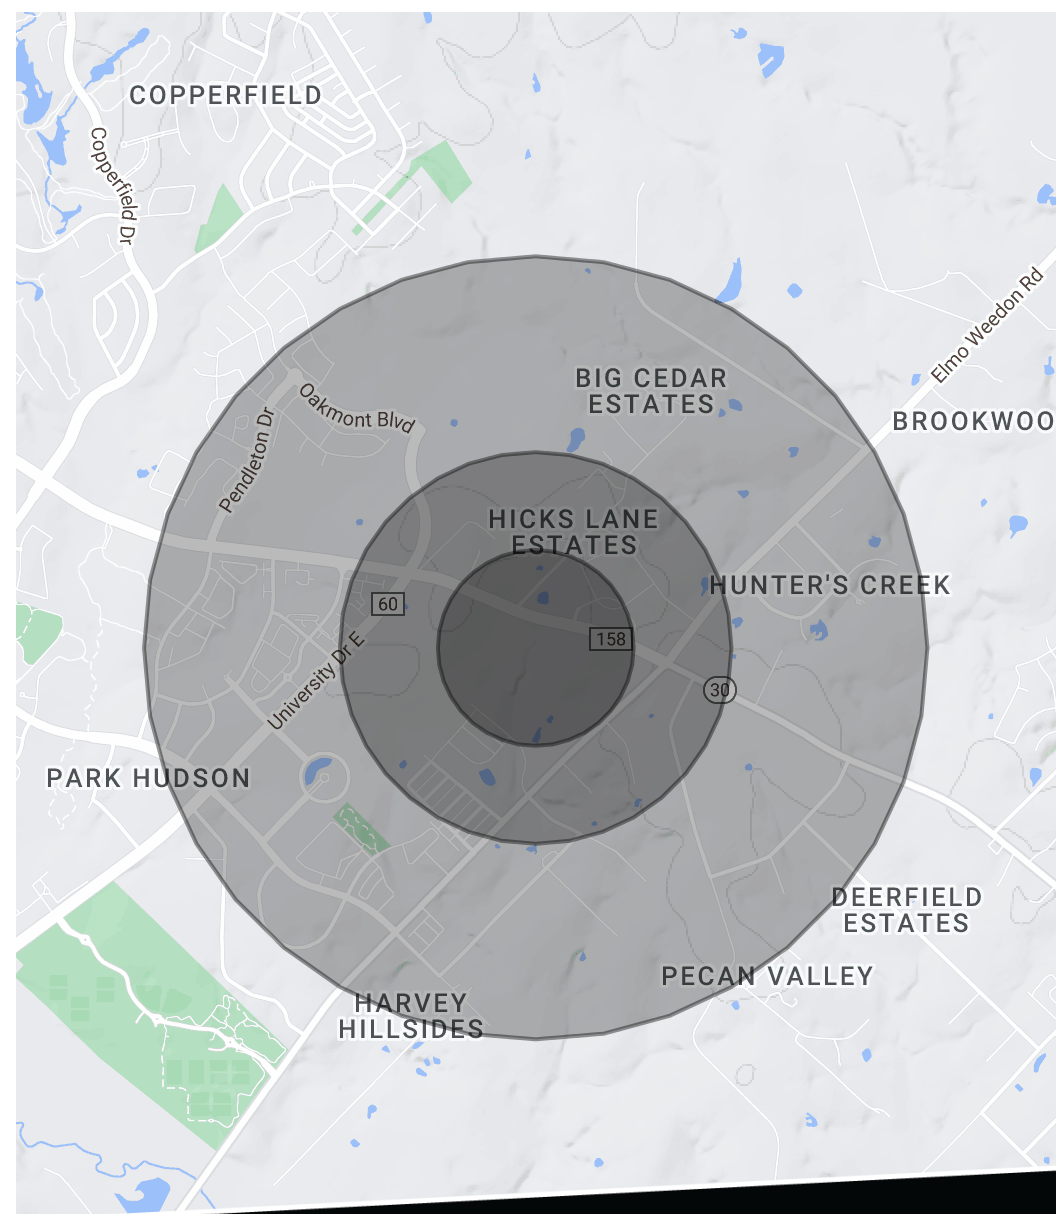 COPPERFIELD
Copperfield Dr
Elmo Weedon Rd
BIG CEDAR
ESTATES
Oakmont Blvd
BROOKWOO
Pendleton Dr
HICKS LANE
ESTATES
HUNTER'S CREEK
60
158
University Dr E
30
PARK HUDSON
DEERFIELD
ESTATES
PECAN VALLEY
HARVEY
HILLSIDES